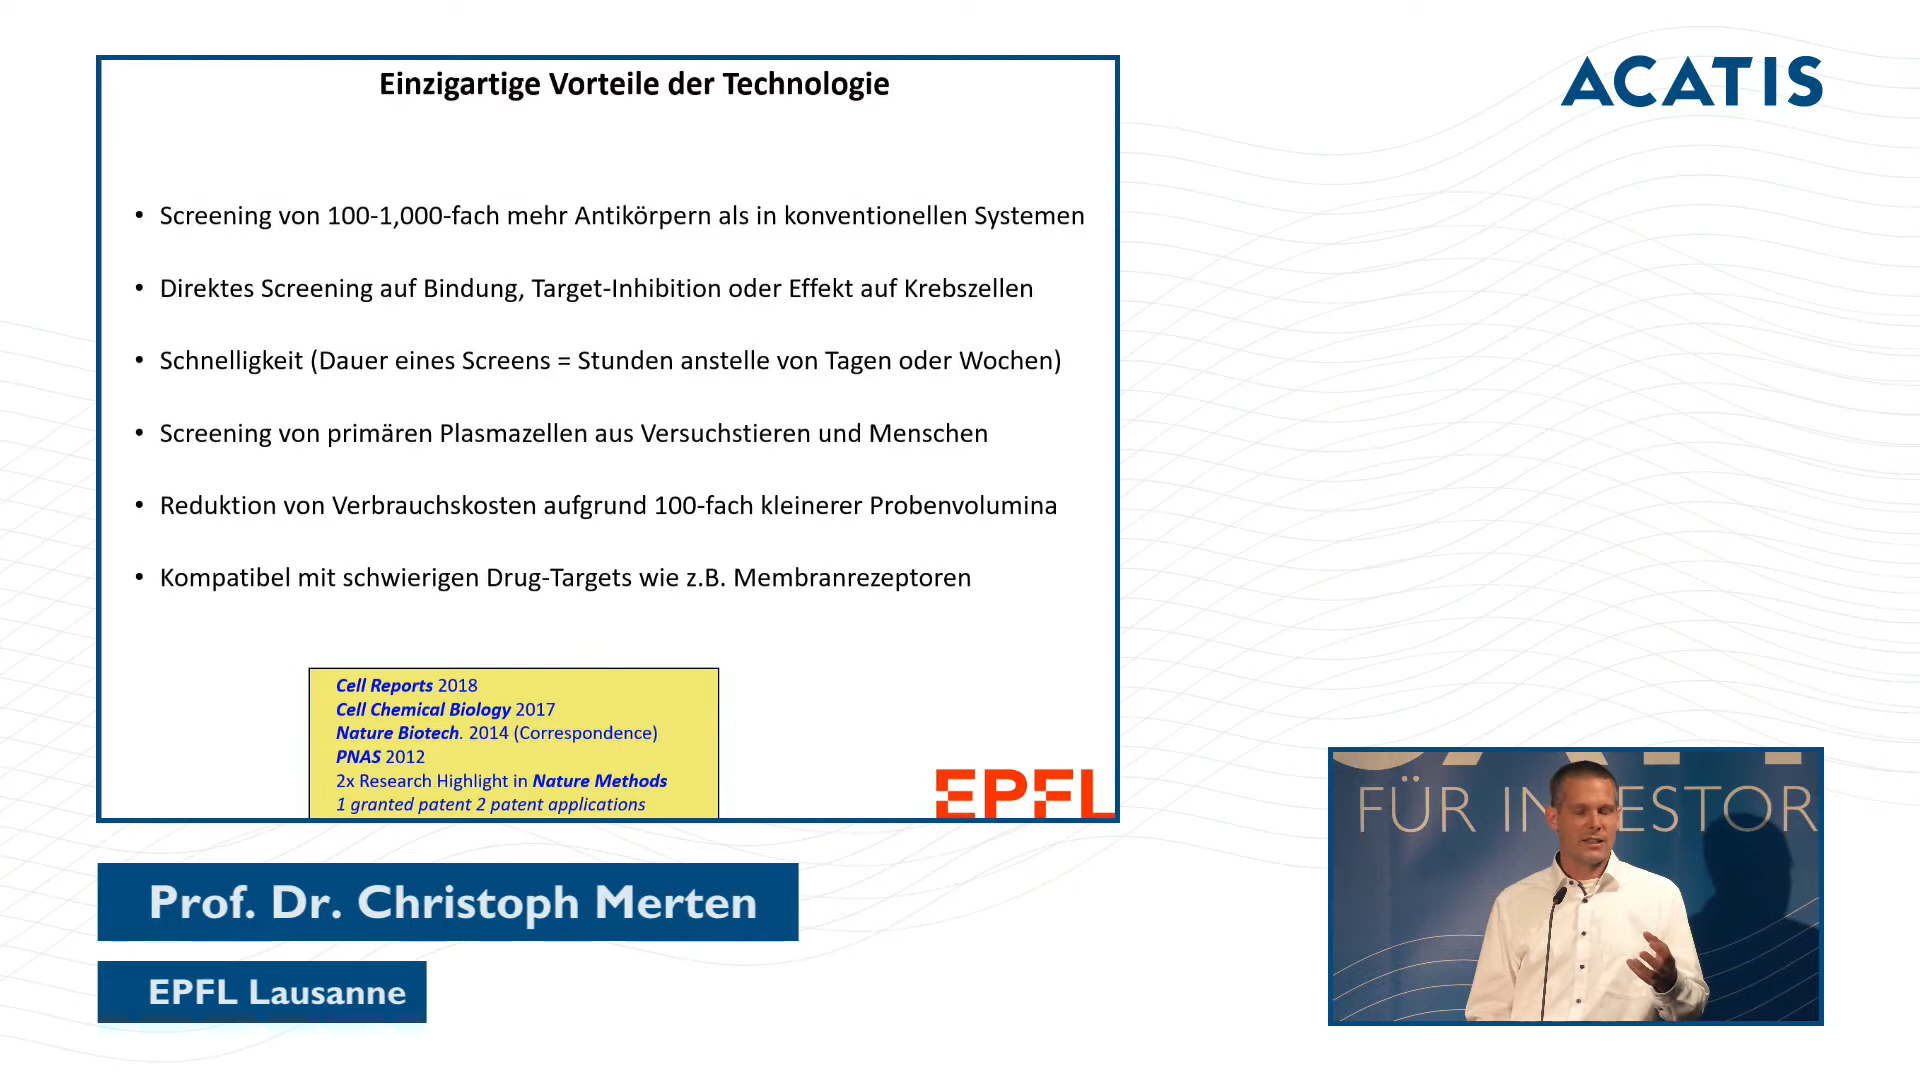 Einzigartige Vorteile der Technologie
ACATIS
• Screening von 100-1,000-fach mehr Antikörpern als in konventionellen Systemen
• Direktes Screening auf Bindung, Target-Inhibition oder Effekt auf Krebszellen
• Schnelligkeit (Dauer eines Screens = Stunden anstelle von Tagen oder Wochen)
• Screening von primären Plasmazellen aus Versuchstieren und Menschen
• Reduktion von Verbrauchskosten aufgrund 100-fach kleinerer Probenvolumina
• Kompatibel mit schwierigen Drug-Targets wie z.B. Membranrezeptoren
Cell Reports 2018
Cell Chemical Biology 2017
Nature Biotech. 2014 (Correspondence)
PNAS 2012
2x Research Highlight in Nature Methods
1 granted patent 2 patent applications
EPFL
FÜR IN ESTOR
Prof. Dr. Christoph Merten
EPFL Lausanne